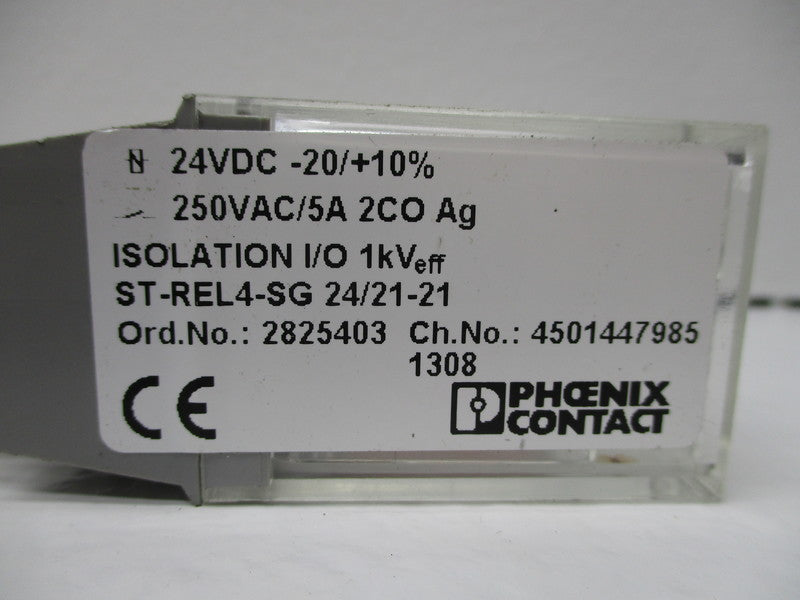 24VDC -20/+10%
250VAC/5A 2CO Ag
ISOLATION I/O 1kVeff
ST-REL4-SG 24/21-21
Ord.No.: 2825403 Ch.No.: 4501447985
1308
CE
PHŒNIX
CONTACT